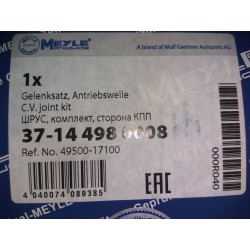 MEYLE
A brand of Wulf Gaertner Autoparts AG
1x
Gelenksatz, Antriebswelle
C.V. joint kit
ШРУС, комплект, сторона КПП
37-14 498 0008
Ref. No. 49500-17100
4 040074 089385
EAC
000R040